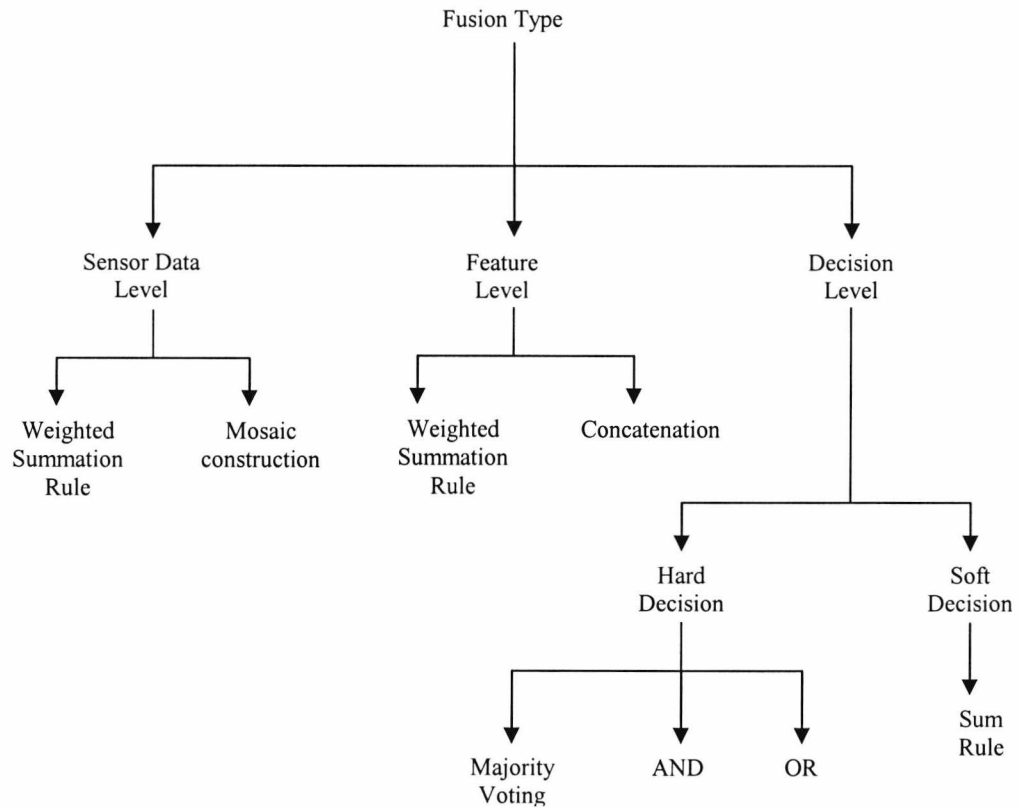 Fusion Type
Sensor Data
Level
Feature
Level
Decision
Level
Weighted
Summation
Rule
Mosaic
construction
Weighted
Summation
Rule
Concatenation
Hard
Decision
Soft
Decision
Majority
Voting
AND
OR
Sum
Rule